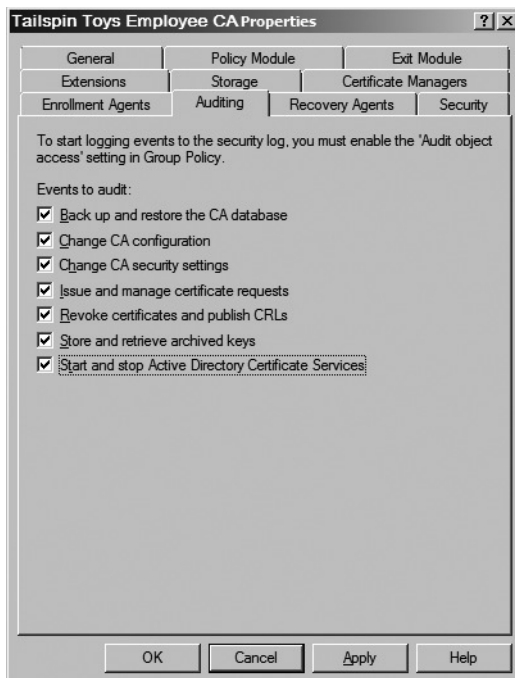 Tailspin Toys Employee CA Properties
? X
General Policy Module Exit Module
Extensions Storage Certificate Managers
Enrollment Agents Auditing Recovery Agents Security
To start logging events to the security log, you must enable the 'Audit object
access' setting in Group Policy.
Events to audit:
Back up and restore the CA database
Change CA configuration
Change CA security settings
Issue and manage certificate requests
Revoke certificates and publish CRLs
Store and retrieve archived keys
Start and stop Active Directory Certificate Services
OK Cancel Apply Help